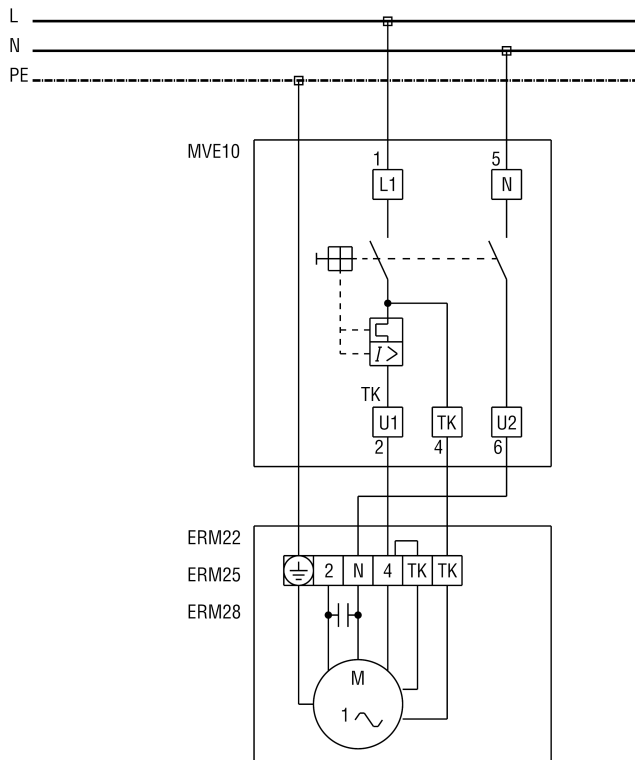 L
N
PE
MVE10
1 5
L1 N
I >
TK
U1 TK U2
2 4 6
ERM22
ERM25
2 N 4 TK TK
ERM28
M
1